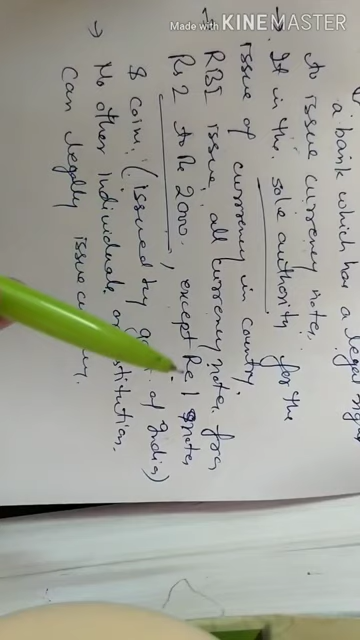 Made with KINEMASTER
a bank which has a legal right
to issue currency notes.
→ It is the sole authority for the
issue of currency in country.
→ RBI issue all currency notes from
Rs 2 to Rs 2000, except Re 1 notes
& coins (issued by of India)
→ No other individuals or
can legally issue